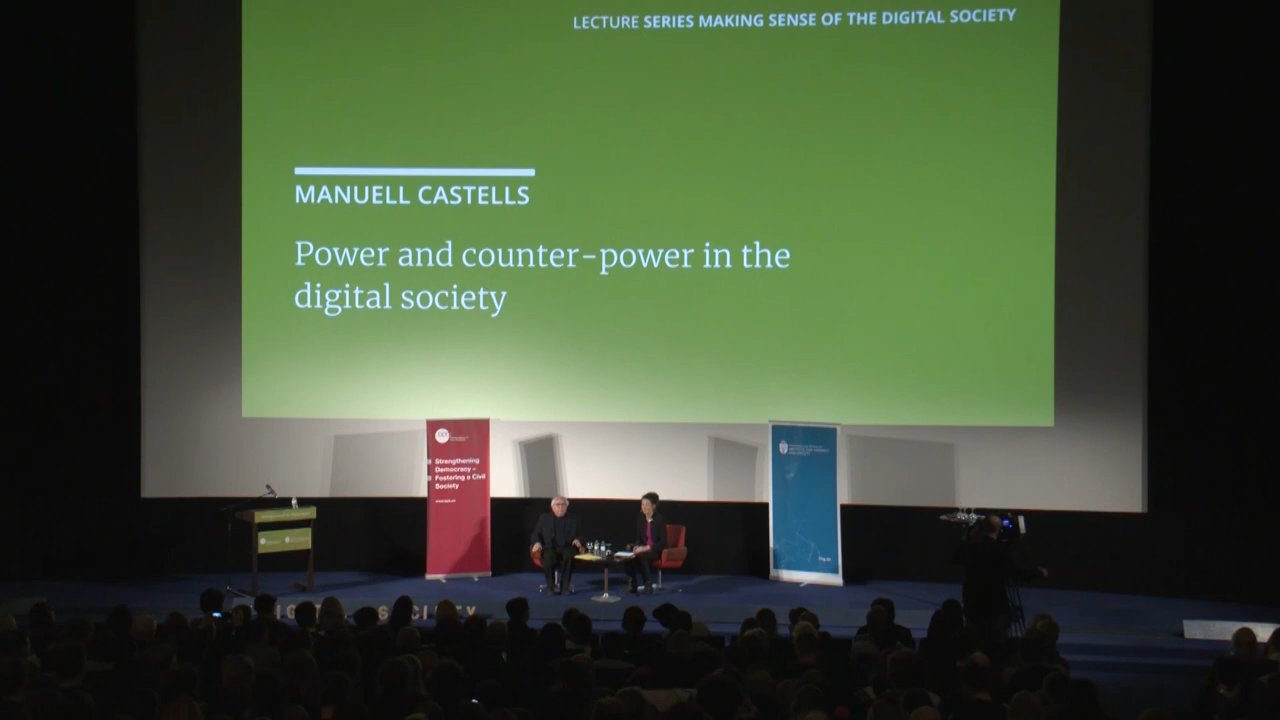 LECTURE SERIES MAKING SENSE OF THE DIGITAL SOCIETY
MANUELL CASTELLS
Power and counter-power in the
digital society
Strengthening
Democracy –
Fostering a Civil
Society
SOCIETY